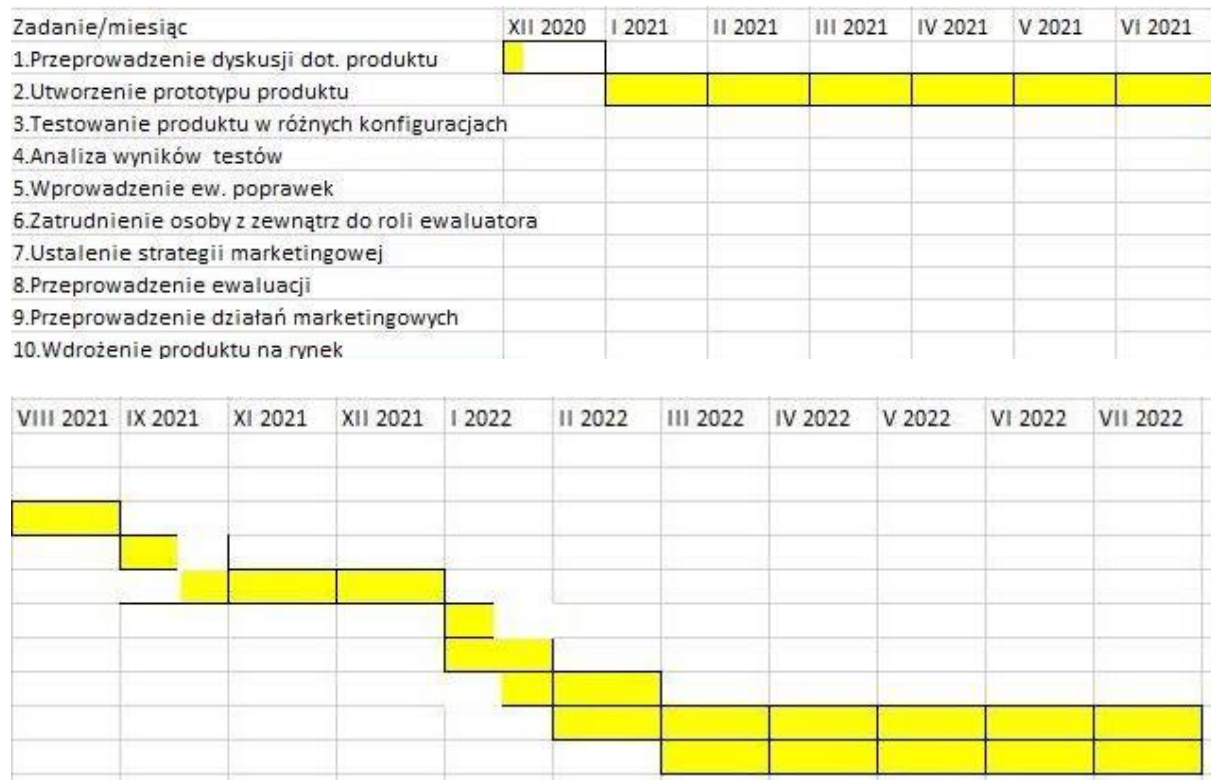 Zadanie/miesiąc XII 2020 I 2021 II 2021 III 2021 IV 2021 V 2021 VI 2021
1.Przeprowadzenie dyskusji dot. produktu
2.Utworzenie prototypu produktu
3.Testowanie produktu w różnych konfiguracjach
4.Analiza wyników testów
5.Wprowadzenie ew. poprawek
6.Zatrudnienie osoby z zewnątrz do roli ewaluatora
7.Ustalenie strategii marketingowej
8.Przeprowadzenie ewaluacji
9.Przeprowadzenie działań marketingowych
10.Wdrożenie produktu na rynek
VIII 2021 IX 2021 XI 2021 XII 2021 I 2022 II 2022 III 2022 IV 2022 V 2022 VI 2022 VII 2022